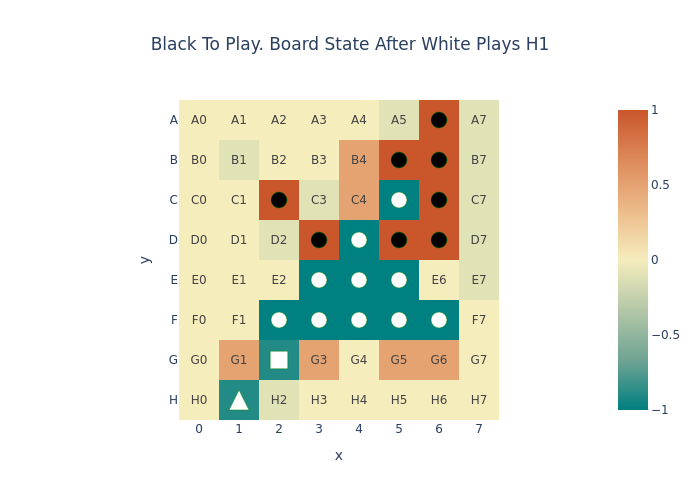 Black To Play. Board State After White Plays H1
A A0 A1 A2 A3 A4 A5 A7 1
B B0 B1 B2 B3 B4 B7
C C0 C1 C3 C4 C7 0.5
D D0 D1 D2 D7 0
y
E E0 E1 E2 E6 E7
F F0 F1 F7 −0.5
G G0 G1 G3 G4 G5 G6 G7
H H0 H2 H3 H4 H5 H6 H7 −1
0 1 2 3 4 5 6 7
x